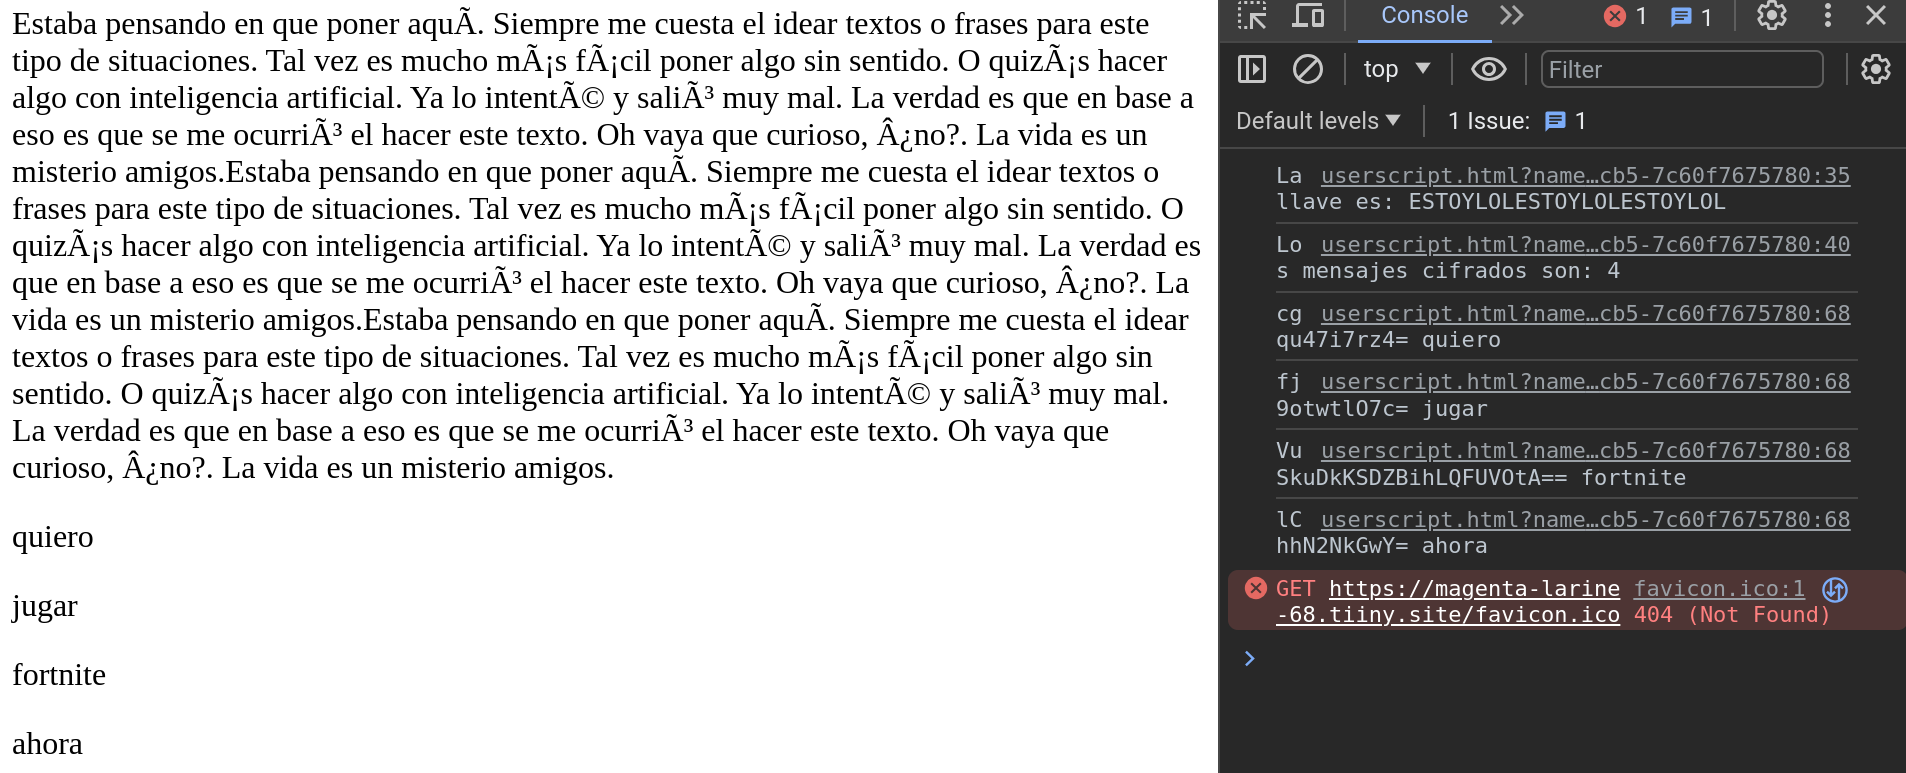 Estaba pensando en que poner aquÃ. Siempre me cuesta el idear textos o frases para este
tipo de situaciones. Tal vez es mucho mÃ¡s fÃ¡cil poner algo sin sentido. O quizÃ¡s hacer
algo con inteligencia artificial. Ya lo intentÃ© y saliÃ³ muy mal. La verdad es que en base a
eso es que se me ocurriÃ³ el hacer este texto. Oh vaya que curioso, Â¿no?. La vida es un
misterio amigos.Estaba pensando en que poner aquÃ. Siempre me cuesta el idear textos o
frases para este tipo de situaciones. Tal vez es mucho mÃ¡s fÃ¡cil poner algo sin sentido. O
quizÃ¡s hacer algo con inteligencia artificial. Ya lo intentÃ© y saliÃ³ muy mal. La verdad es
que en base a eso es que se me ocurriÃ³ el hacer este texto. Oh vaya que curioso, Â¿no?. La
vida es un misterio amigos.Estaba pensando en que poner aquÃ. Siempre me cuesta el idear
textos o frases para este tipo de situaciones. Tal vez es mucho mÃ¡s fÃ¡cil poner algo sin
sentido. O quizÃ¡s hacer algo con inteligencia artificial. Ya lo intentÃ© y saliÃ³ muy mal.
La verdad es que en base a eso es que se me ocurriÃ³ el hacer este texto. Oh vaya que
curioso, Â¿no?. La vida es un misterio amigos.
quiero
jugar
fortnite
ahora
Console 1 1
top Filter
Default levels 1 Issue: 1
La userscript.html?name…cb5-7c60f7675780:35
llave es: ESTOYLOLESTOYLOLESTOYLOL
Lo userscript.html?name…cb5-7c60f7675780:40
s mensajes cifrados son: 4
cg userscript.html?name…cb5-7c60f7675780:68
qu47i7rz4= quiero
fj userscript.html?name…cb5-7c60f7675780:68
9otwtlO7c= jugar
Vu userscript.html?name…cb5-7c60f7675780:68
SkuDkKSDZBihLQFUVOtA== fortnite
lC userscript.html?name…cb5-7c60f7675780:68
hhN2NkGwY= ahora
GET https://magenta-larine favicon.ico:1
-68.tiiny.site/favicon.ico 404 (Not Found)